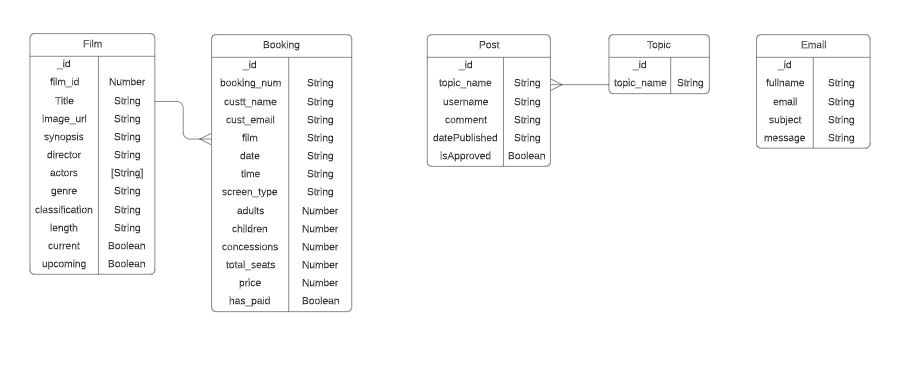 Film
_id
film_id Number
Title String
image_url String
synopsis String
director String
actors [String]
genre String
classification String
length String
current Boolean
upcoming Boolean
Booking
_id
booking_num String
custt_name String
cust_email String
film String
date String
time String
screen_type String
adults Number
children Number
concessions Number
total_seats Number
price Number
has_paid Boolean
Post
_id
topic_name String
username String
comment String
datePublished String
isApproved Boolean
Topic
_id
topic_name String
Email
_id
fullname String
email String
subject String
message String